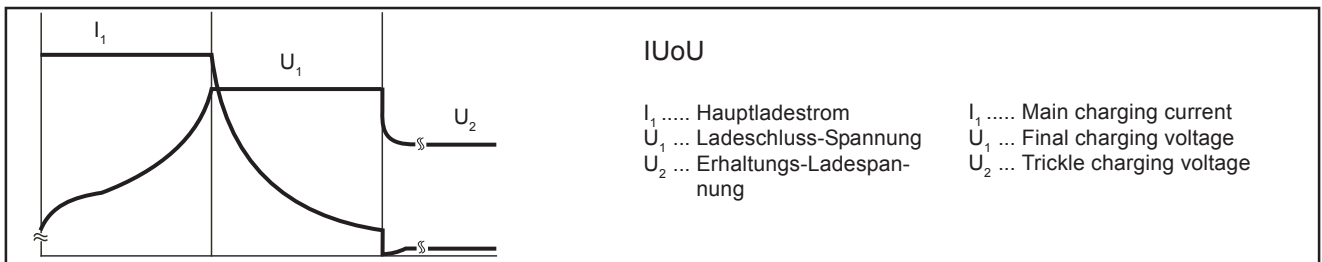 I₁
U₁
U₂
IUoU
I₁ ..... Hauptladestrom
U₁ ... Ladeschluss-Spannung
U₂ ... Erhaltungs-Ladespan-
nung
I₁ ..... Main charging current
U₁ ... Final charging voltage
U₂ ... Trickle charging voltage